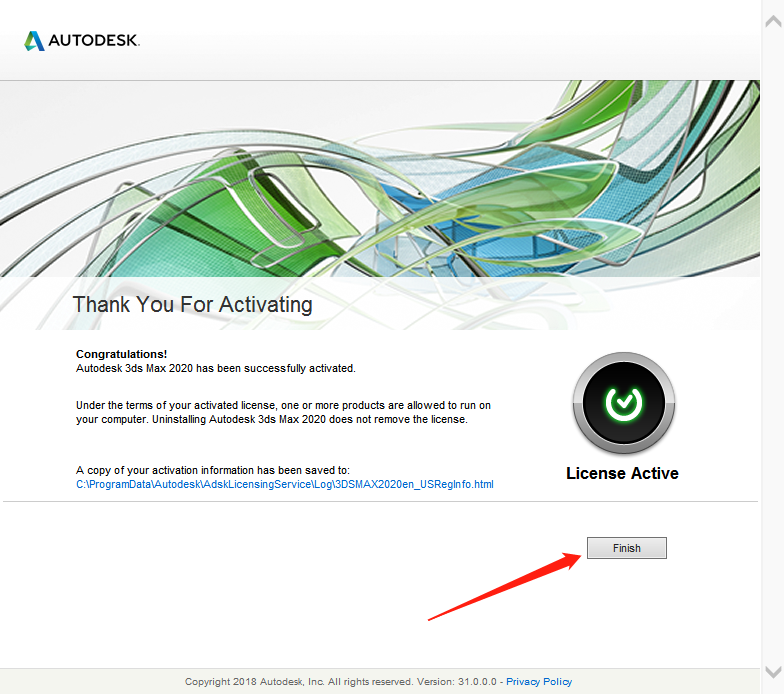 AUTODESK.
Thank You For Activating
Congratulations!
Autodesk 3ds Max 2020 has been successfully activated.
Under the terms of your activated license, one or more products are allowed to run on
your computer. Uninstalling Autodesk 3ds Max 2020 does not remove the license.
A copy of your activation information has been saved to:
C:\ProgramData\Autodesk\AdskLicensingService\Log\3DSMAX2020en_USRegInfo.html
License Active
Finish
Copyright 2018 Autodesk, Inc. All rights reserved. Version: 31.0.0.0 - Privacy Policy